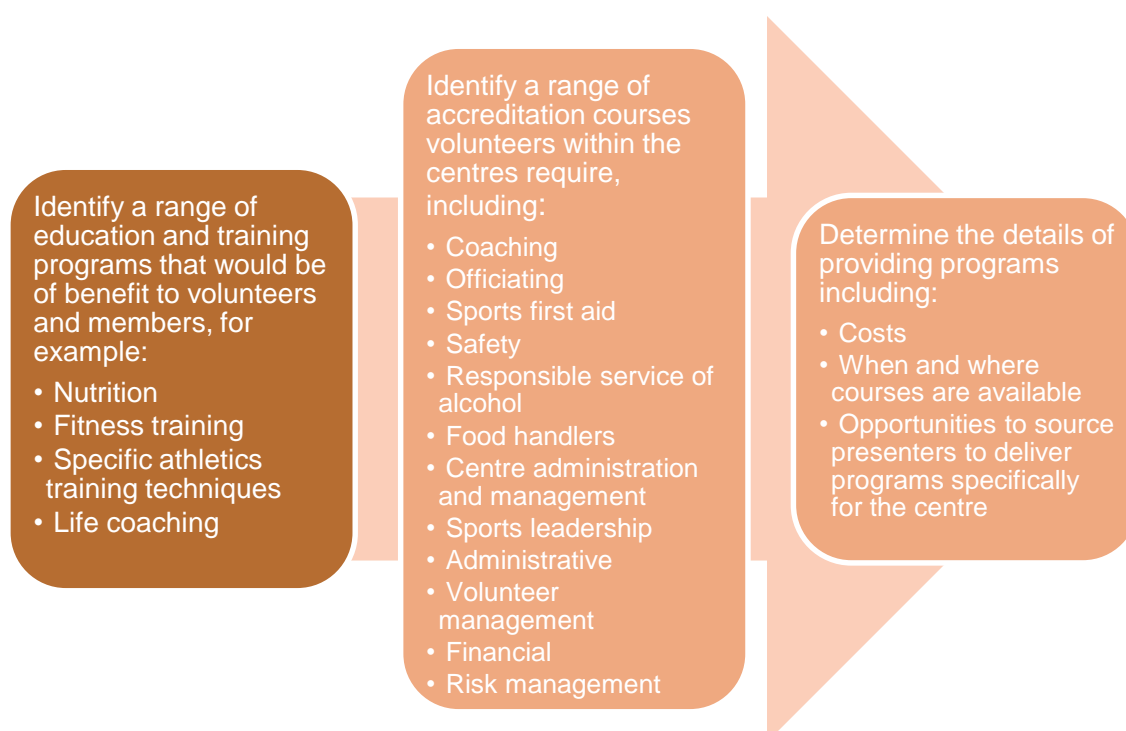 Identify a range of
education and training
programs that would be
of benefit to volunteers
and members, for
example:
• Nutrition
• Fitness training
• Specific athletics
training techniques
• Life coaching
Identify a range of
accreditation courses
volunteers within the
centres require,
including:
• Coaching
• Officiating
• Sports first aid
• Safety
• Responsible service of
alcohol
• Food handlers
• Centre administration
and management
• Sports leadership
• Administrative
• Volunteer
management
• Financial
• Risk management
Determine the details of
providing programs
including:
• Costs
• When and where
courses are available
• Opportunities to source
presenters to deliver
programs specifically
for the centre